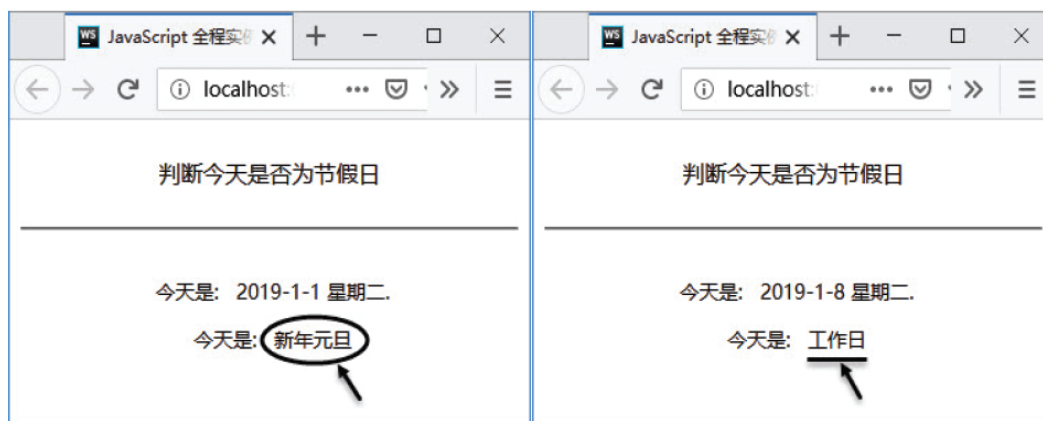 WS JavaScript 全程实例
localhost:
判断今天是否为节假日
今天是: 2019-1-1 星期二.
今天是: 新年元旦
WS JavaScript 全程实
localhost:
判断今天是否为节假日
今天是: 2019-1-8 星期二.
今天是: 工作日